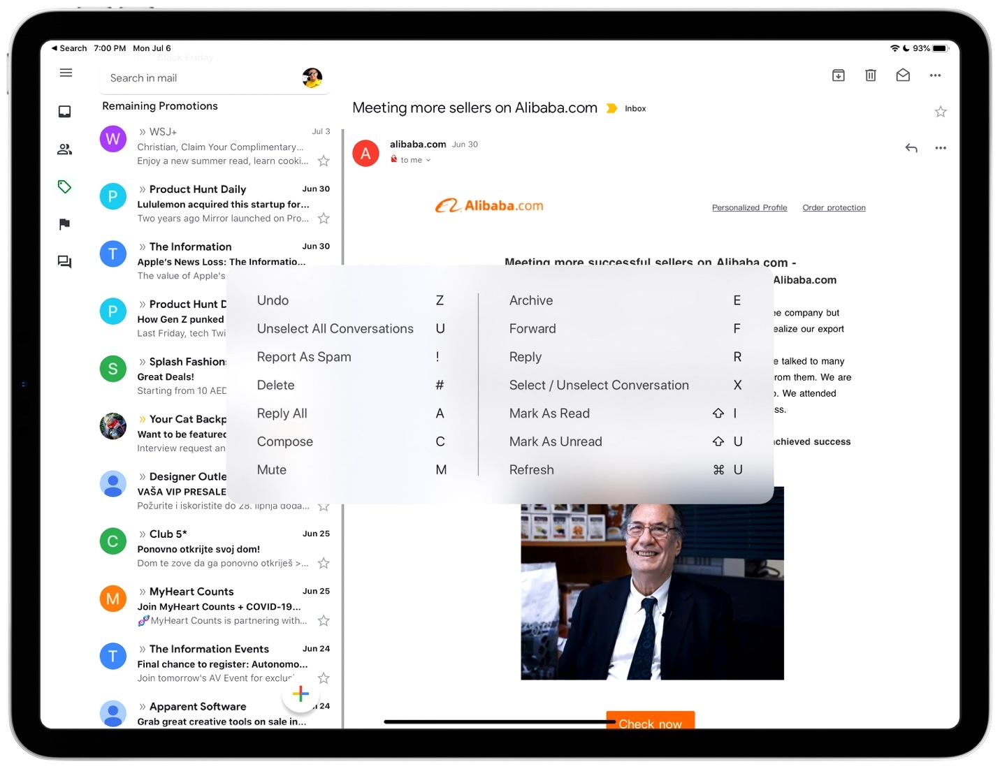 Search 7:00 PM Mon Jul 6
93%
Black Friday
Search in mail
Remaining Promotions
W
WSJ+ Jul 3
Christian, Claim Your Complimentary...
Enjoy a new summer read, learn cooki...
P
Product Hunt Daily Jun 30
Lululemon acquired this startup for...
Two years ago Mirror launched on Pro...
T
The Information Jun 30
Apple's News Loss: The Informatio...
The value of Apple's
P
Product Hunt D
How Gen Z punked
Last Friday, tech Twi
S
Splash Fashion
Great Deals!
Starting from 10 AED
Your Cat Backp
Want to be featured
Interview request an
Designer Outle
VAŠA VIP PRESALE
Požurite i iskoristite do 28. lipnja doda...
C
Club 5* Jun 25
Ponovno otkrijte svoj dom!
Dom te zove da ga ponovno otkriješ >...
M
MyHeart Counts Jun 25
Join MyHeart Counts + COVID-19...
🧬MyHeart Counts is partnering with...
T
The Information Events Jun 24
Final chance to register: Autonomo...
Join tomorrow's AV Event for exclus
Apparent Software 24
Grab great creative tools on sale in...
Meeting more sellers on Alibaba.com Inbox
A
alibaba.com Jun 30
to me
Alibaba.com
Personalized Profile Order protection
Meeting more successful sellers on Alibaba.com -
Alibaba.com
ee company but
ealize our export
e talked to many
rom them. We are
o. We attended
ss.
achieved success
Undo Z
Unselect All Conversations U
Report As Spam !
Delete #
Reply All A
Compose C
Mute M
Archive E
Forward F
Reply R
Select / Unselect Conversation X
Mark As Read ⇧ I
Mark As Unread ⇧ U
Refresh ⌘ U
Check now